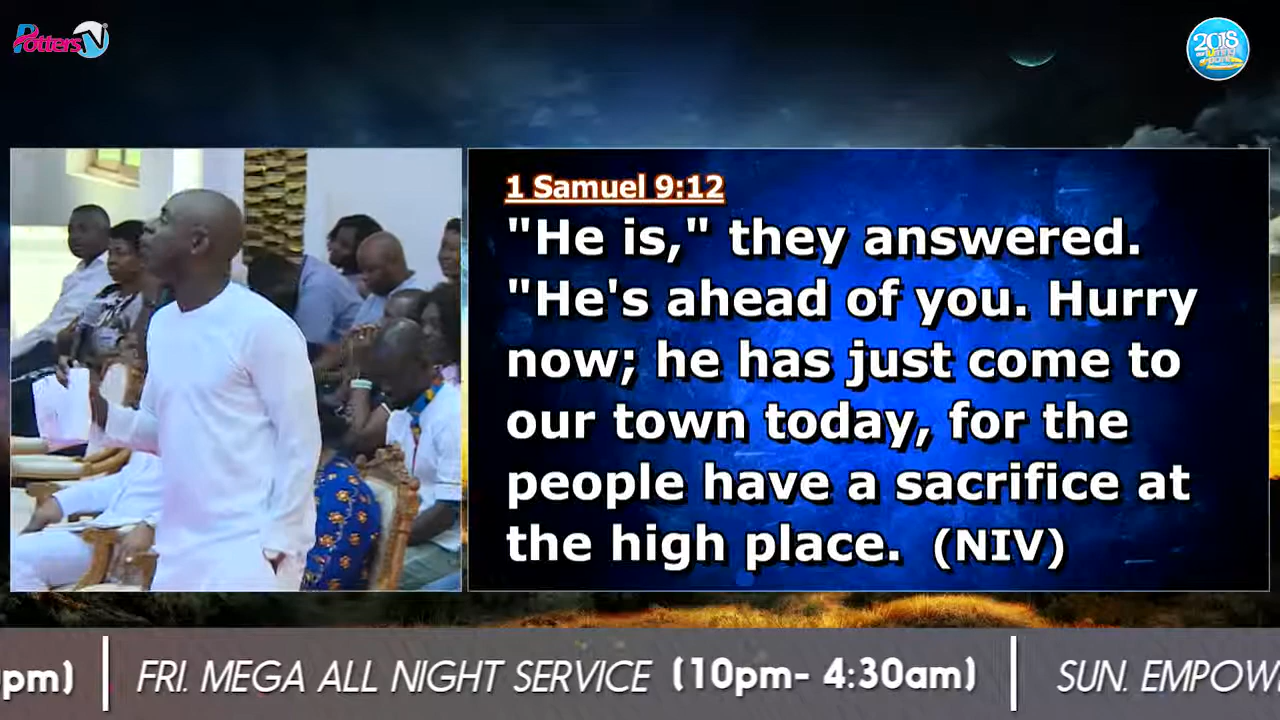 PottersTV
2018
1 Samuel 9:12
"He is," they answered.
"He's ahead of you. Hurry
now; he has just come to
our town today, for the
people have a sacrifice at
the high place. (NIV)
pm) | FRI. MEGA ALL NIGHT SERVICE (10pm- 4:30am) | SUN. EMPOW